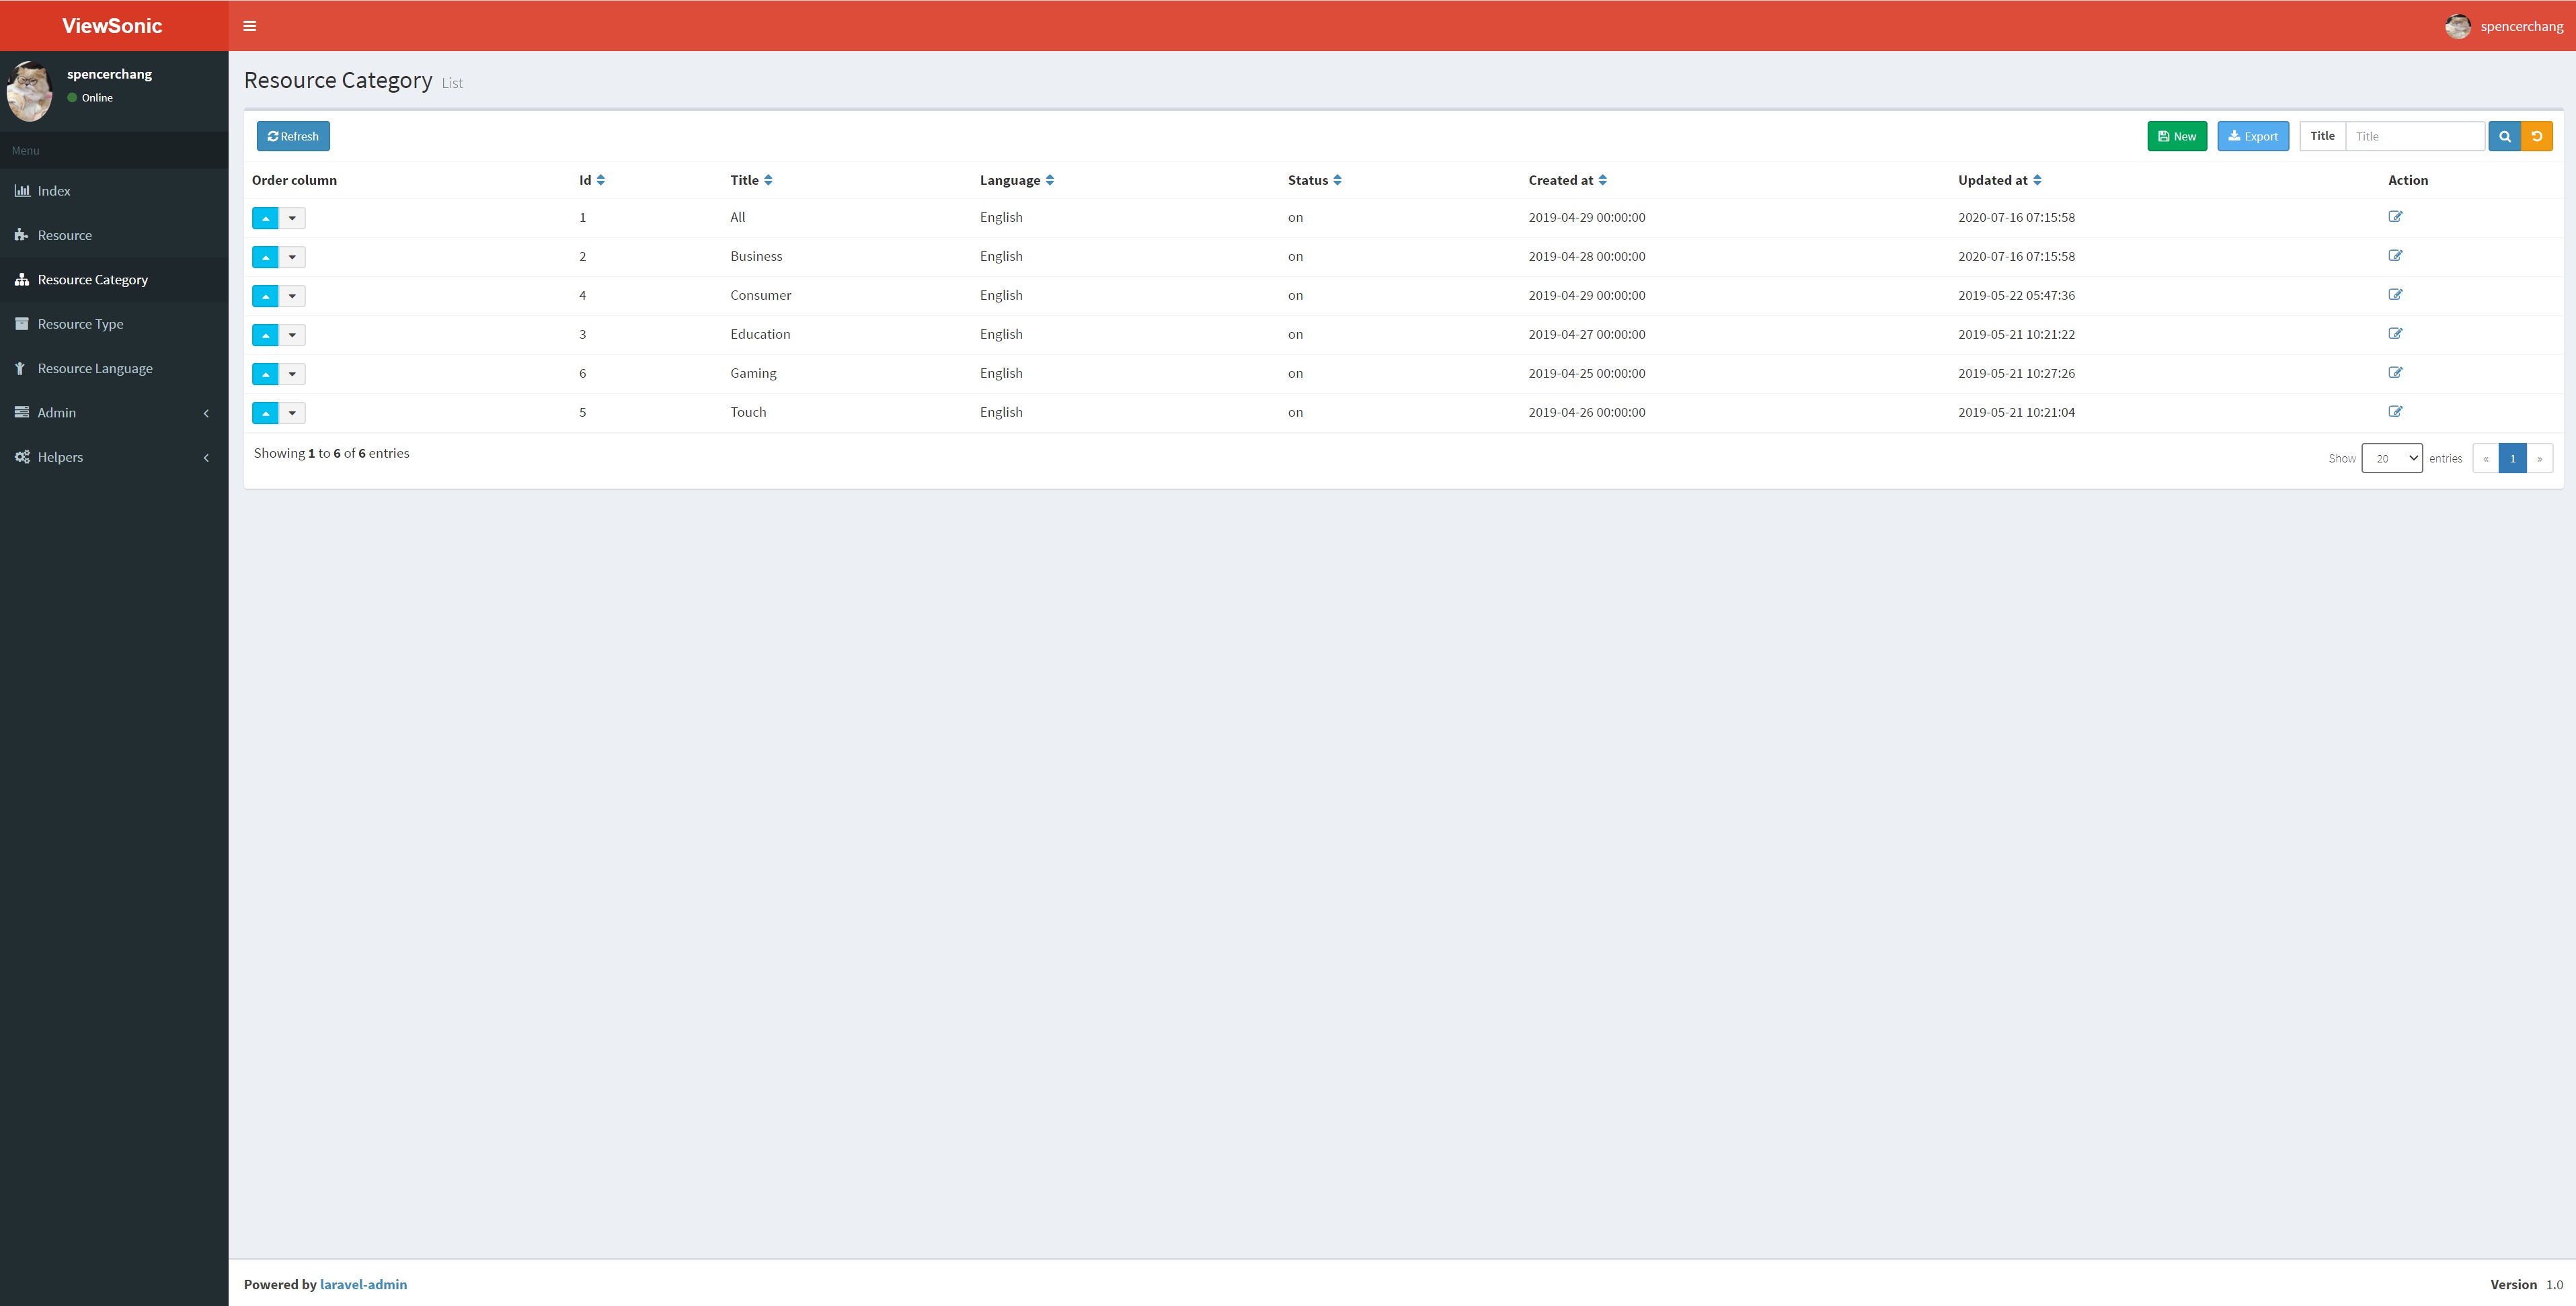 ViewSonic
spencerchang
spencerchang
Online
Menu
Index
Resource
Resource Category
Resource Type
Resource Language
Admin
Helpers
Resource Category List
Refresh
New Export Title Title
Order column Id Title Language Status Created at Updated at Action
1 All English on 2019-04-29 00:00:00 2020-07-16 07:15:58
2 Business English on 2019-04-28 00:00:00 2020-07-16 07:15:58
4 Consumer English on 2019-04-29 00:00:00 2019-05-22 05:47:36
3 Education English on 2019-04-27 00:00:00 2019-05-21 10:21:22
6 Gaming English on 2019-04-25 00:00:00 2019-05-21 10:27:26
5 Touch English on 2019-04-26 00:00:00 2019-05-21 10:21:04
Showing 1 to 6 of 6 entries
Show 20 entries « 1 »
Powered by laravel-admin
Version 1.0